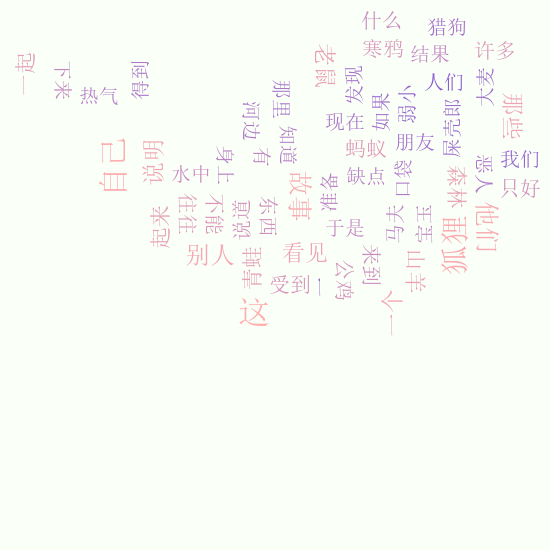 什么
猎狗
寒鸦
结果
许多
一起
下来
热气
得到
老鼠
发现
人们
大麦
那里
河边
知道
现在
如果
弱小
屎壳郎
那些
自己
说明
水中
身上
有
蚂蚁
朋友
缺点
口袋
恶人
我们
只好
森林
故事
准备
起来
往往
不能
说道
东西
于是
马夫
宝玉
狐狸
他们
别人
青蛙
看见
受到
一
公鸡
来到
山羊
一个
这